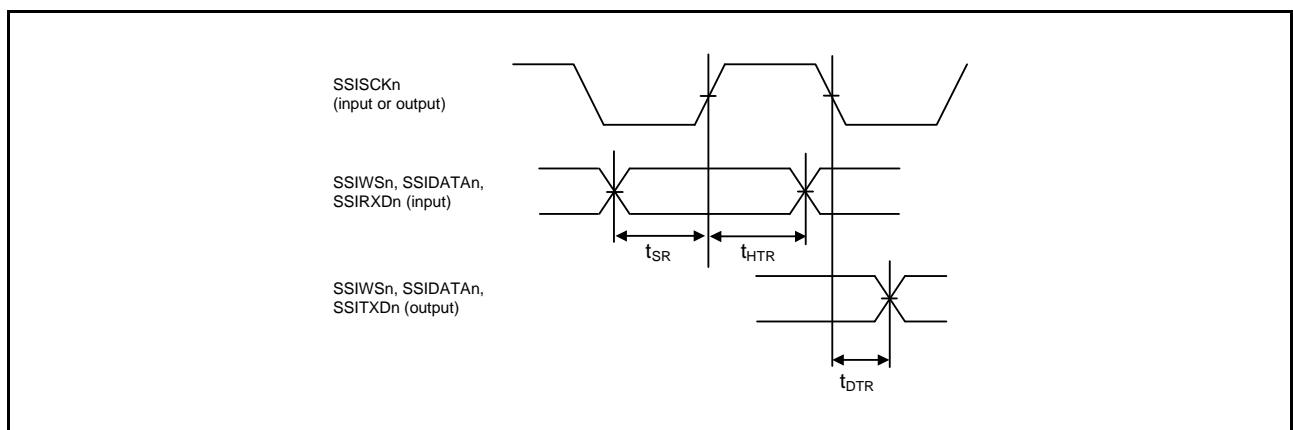 SSISCKn
(input or output)
SSIWSn, SSIDATAn,
SSIRXDn (input)
tSR
tHTR
SSIWSn, SSIDATAn,
SSITXDn (output)
tDTR